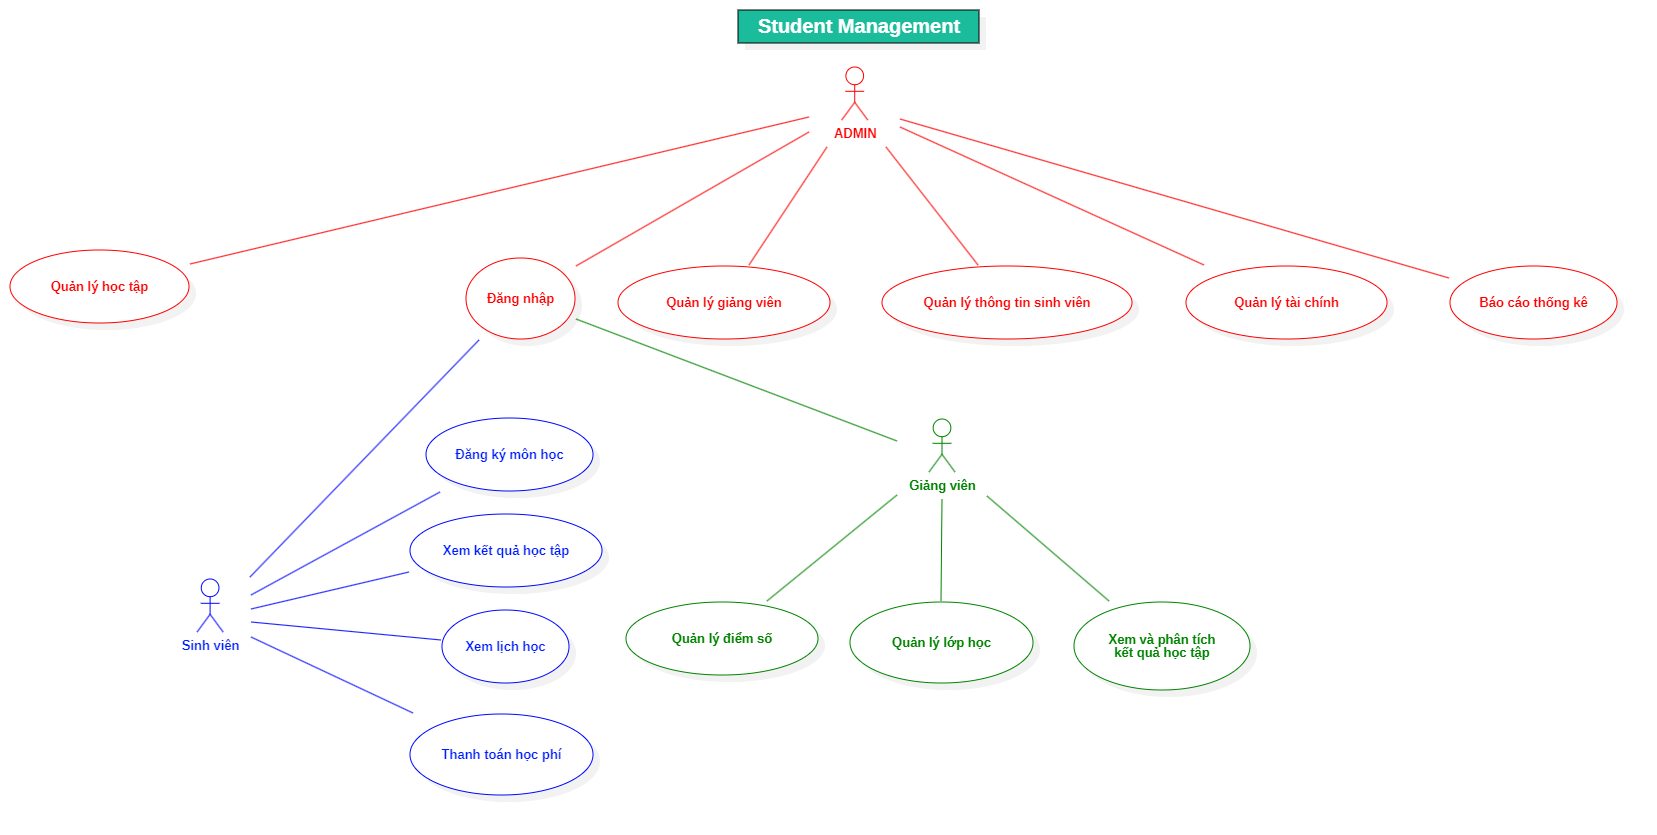 Student Management
ADMIN
Quản lý học tập
Đăng nhập
Quản lý giảng viên
Quản lý thông tin sinh viên
Quản lý tài chính
Báo cáo thống kê
Đăng ký môn học
Xem kết quả học tập
Giảng viên
Sinh viên
Xem lịch học
Quản lý điểm số
Quản lý lớp học
Xem và phân tích
kết quả học tập
Thanh toán học phí